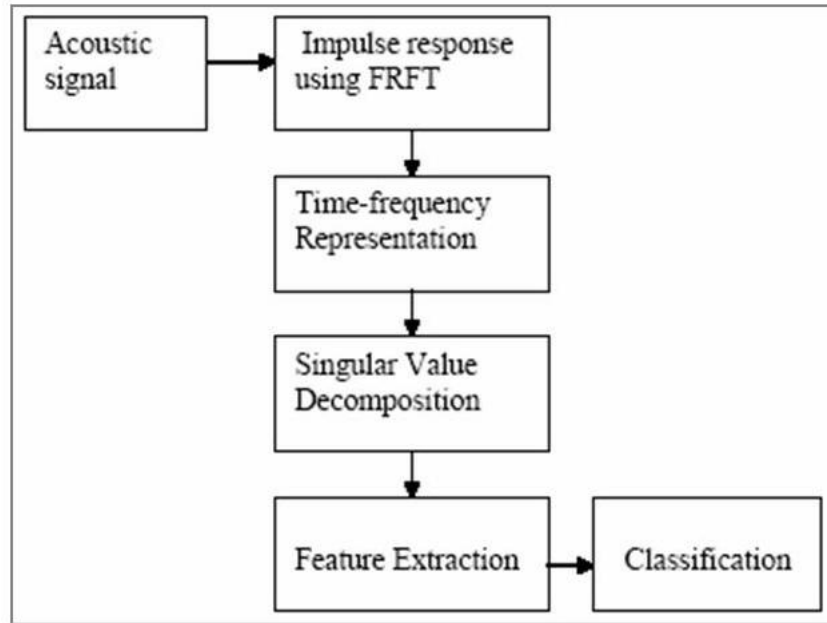 Acoustic
signal
Impulse response
using FRFT
Time-frequency
Representation
Singular Value
Decomposition
Feature Extraction
Classification